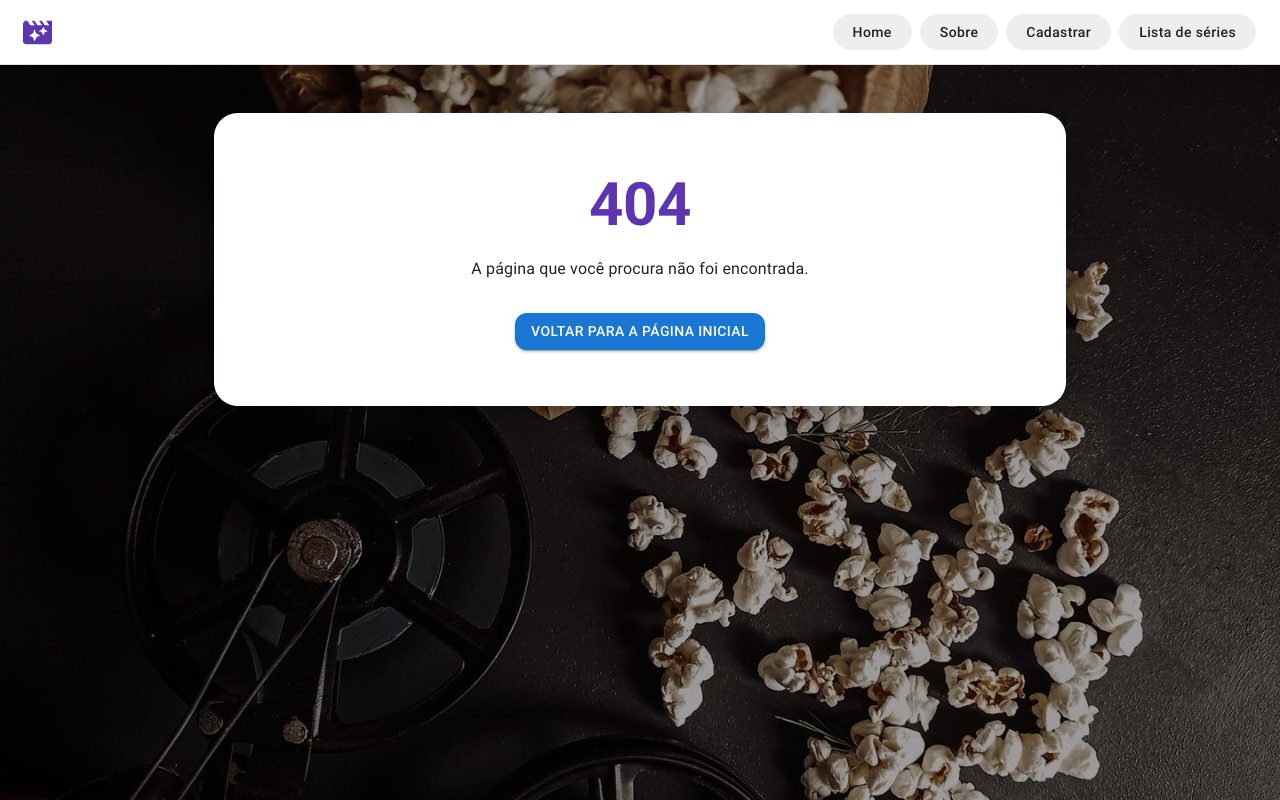 Home
Sobre
Cadastrar
Lista de séries
404
A página que você procura não foi encontrada.
VOLTAR PARA A PÁGINA INICIAL